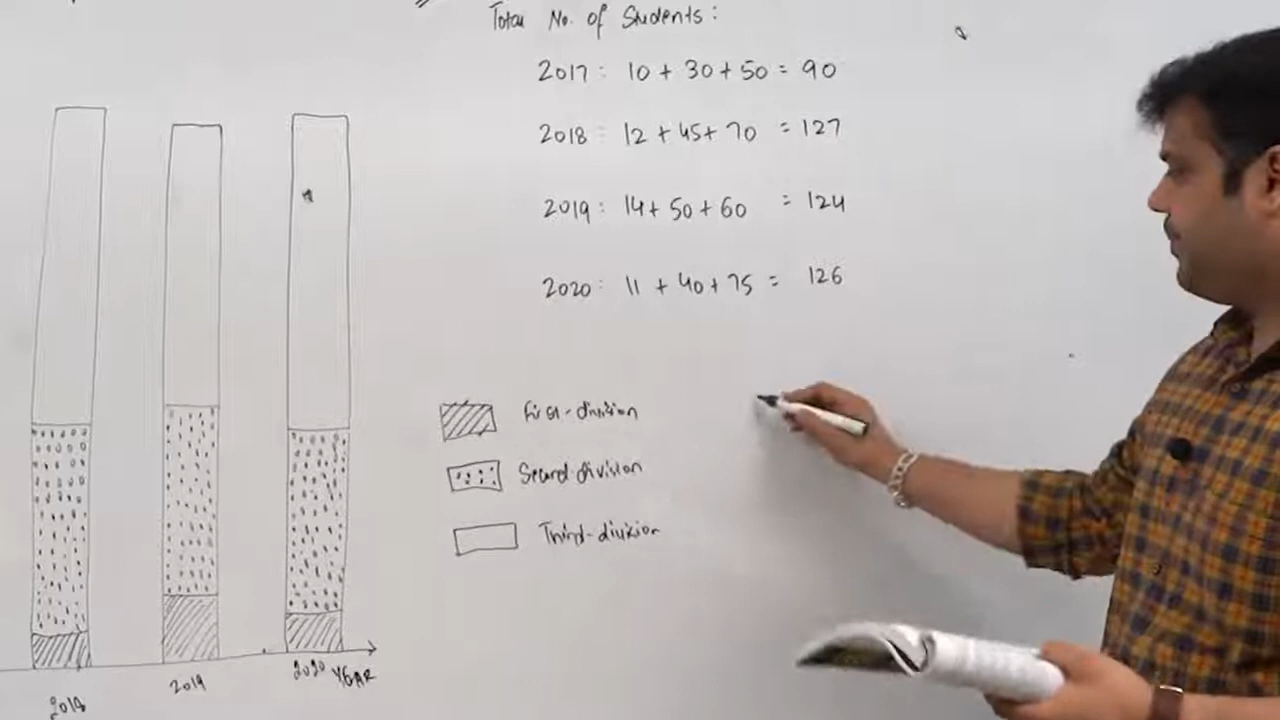 Total No. of Students:
2017: 10 + 30 + 50 = 90
2018: 12 + 45 + 70 = 127
2019: 14 + 50 + 60 = 124
2020: 11 + 40 + 75 = 126
First-division
Second-division
Third-division
2018
2019
2020 YEAR